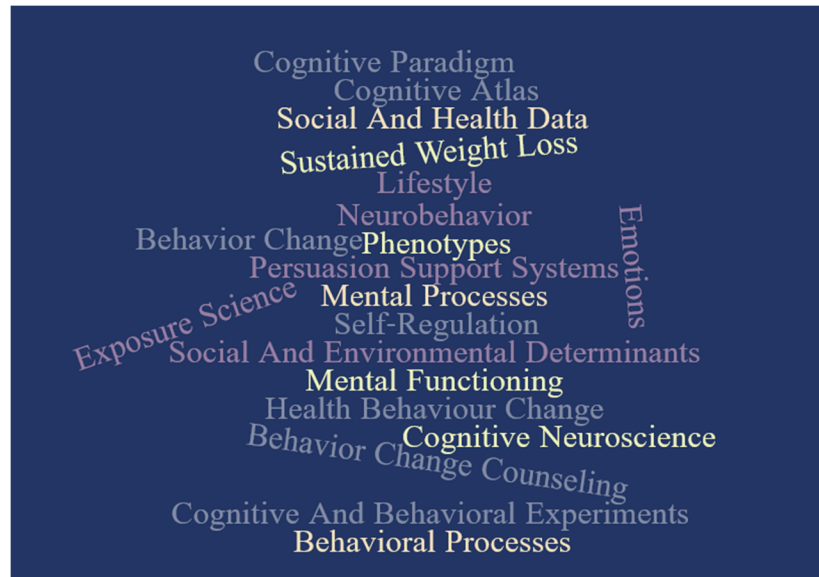 Cognitive Paradigm
Cognitive Atlas
Social And Health Data
Sustained Weight Loss
Lifestyle
Neurobehavior
Emotions
Behavior Change
Phenotypes
Persuasion Support Systems
Exposure Science
Mental Processes
Self-Regulation
Social And Environmental Determinants
Mental Functioning
Health Behaviour Change
Cognitive Neuroscience
Behavior Change Counseling
Cognitive And Behavioral Experiments
Behavioral Processes